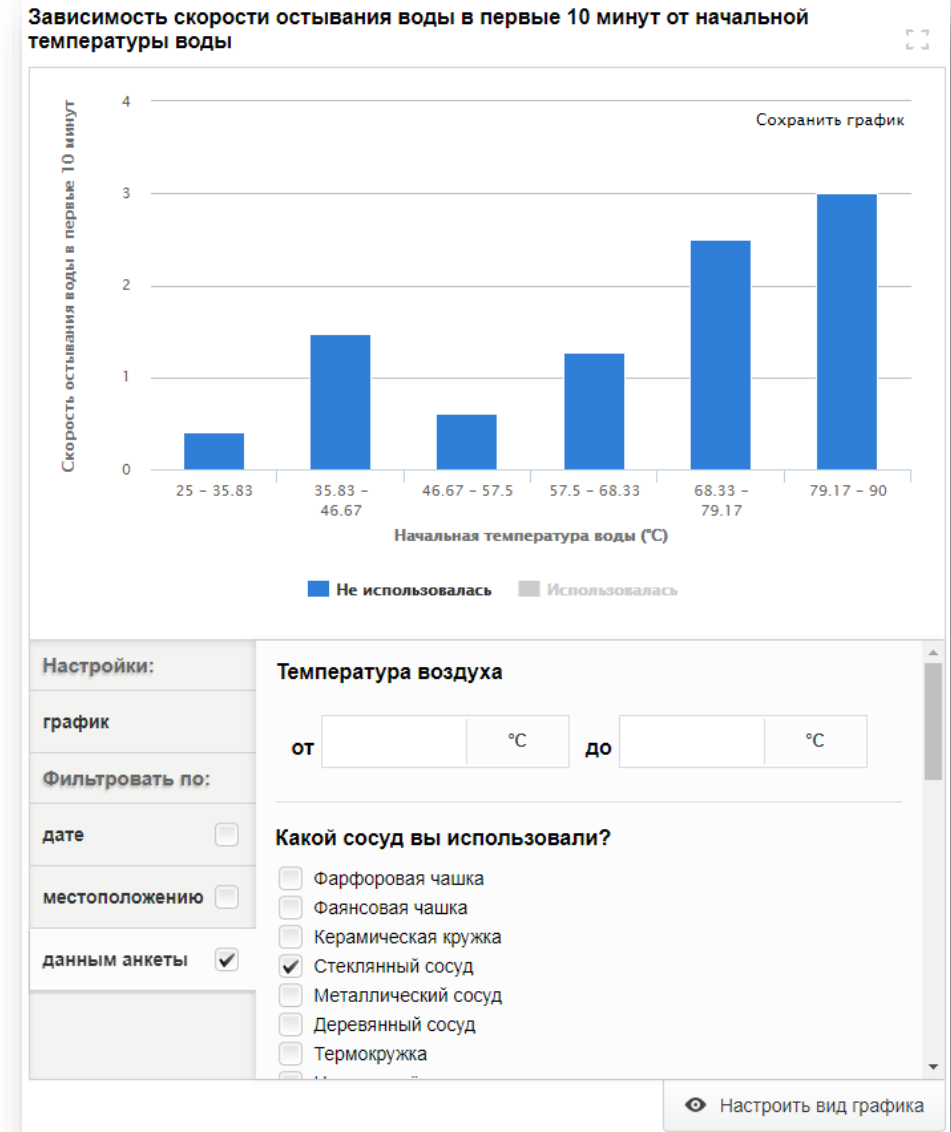 Зависимость скорости остывания воды в первые 10 минут от начальной
температуры воды
Сохранить график
Скорость остывания воды в первые 10 минут
4
3
2
1
0
25 – 35.83
35.83 –
46.67
46.67 – 57.5
57.5 – 68.33
68.33 –
79.17
79.17 – 90
Начальная температура воды (°C)
Не использовалась
Использовалась
Настройки:
график
Фильтровать по:
дате
местоположению
данным анкеты
Температура воздуха
от °C до °C
Какой сосуд вы использовали?
Фарфоровая чашка
Фаянсовая чашка
Керамическая кружка
Стеклянный сосуд
Металлический сосуд
Деревянный сосуд
Термокружка
Настроить вид графика